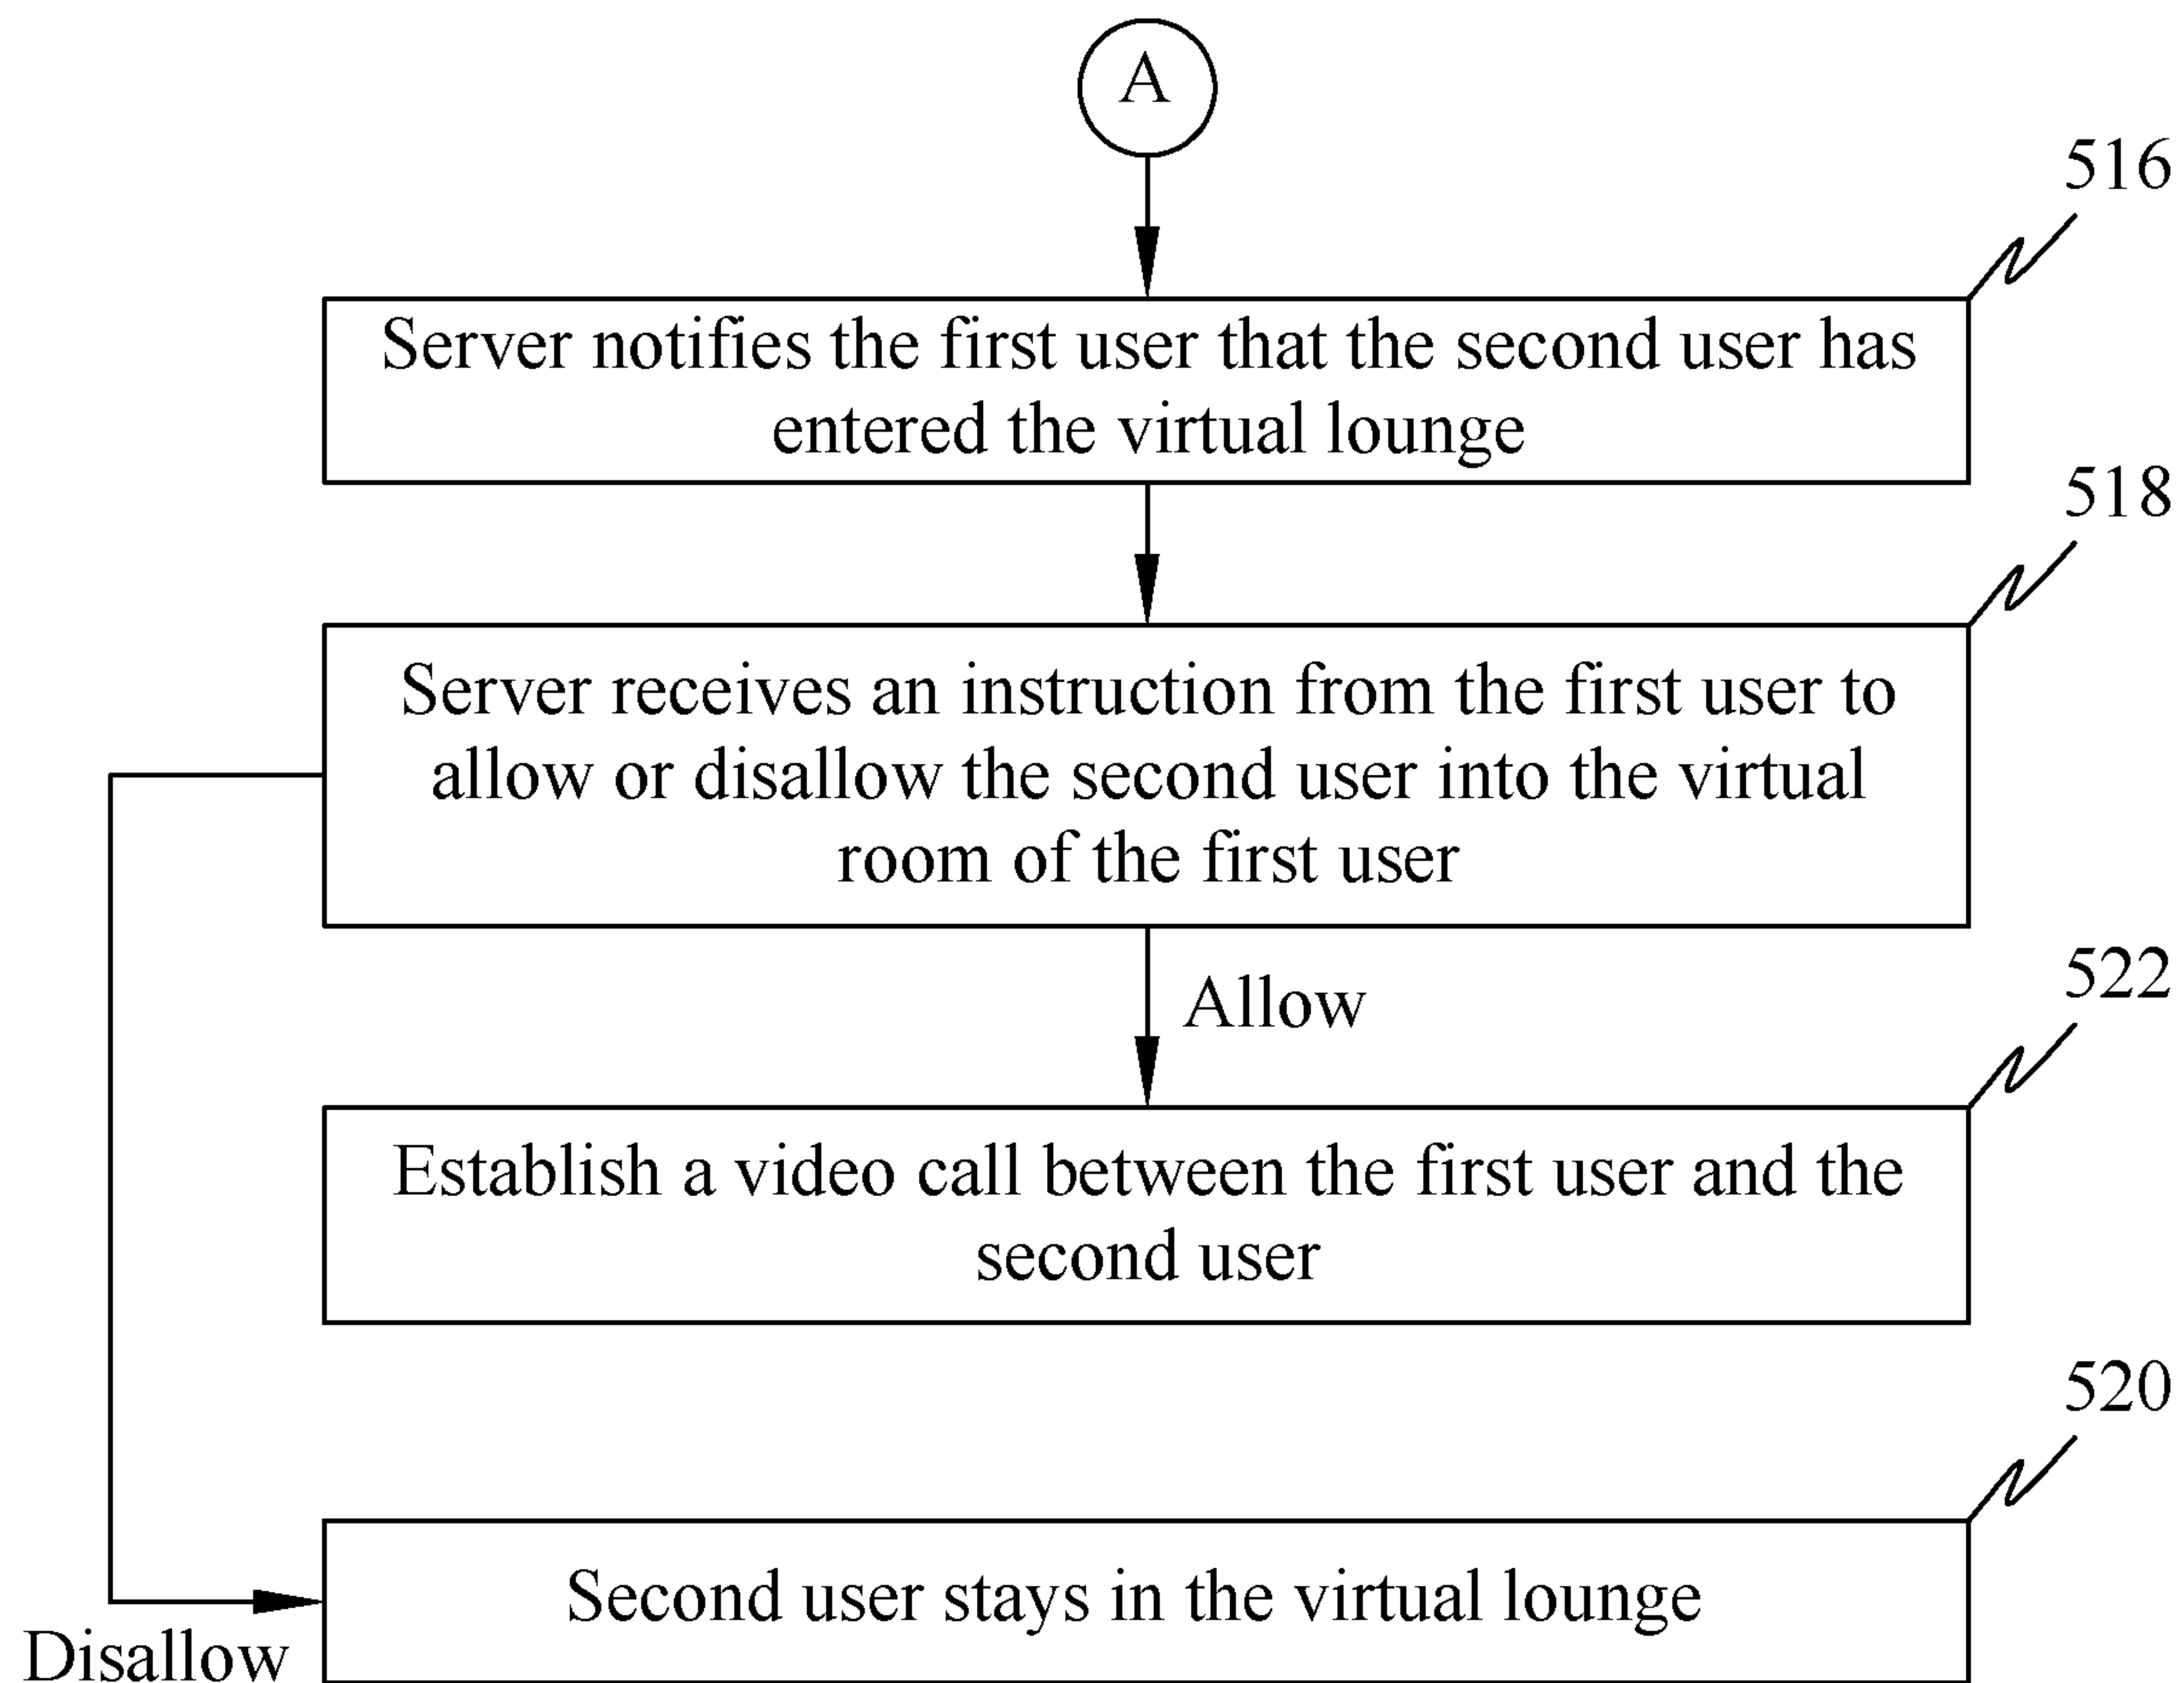 A
516
Server notifies the first user that the second user has
entered the virtual lounge
518
Server receives an instruction from the first user to
allow or disallow the second user into the virtual
room of the first user
Allow
522
Establish a video call between the first user and the
second user
520
Second user stays in the virtual lounge
Disallow